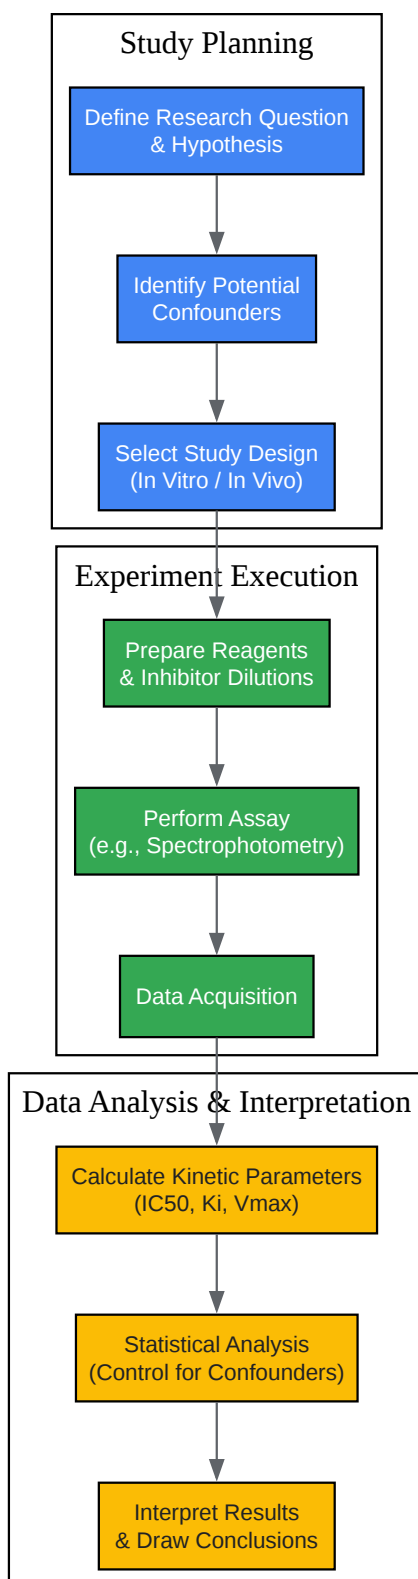 Study Planning
Define Research Question
& Hypothesis
Identify Potential
Confounders
Select Study Design
(In Vitro / In Vivo)
Experiment Execution
Prepare Reagents
& Inhibitor Dilutions
Perform Assay
(e.g., Spectrophotometry)
Data Acquisition
Data Analysis & Interpretation
Calculate Kinetic Parameters
(IC50, Ki, Vmax)
Statistical Analysis
(Control for Confounders)
Interpret Results
& Draw Conclusions